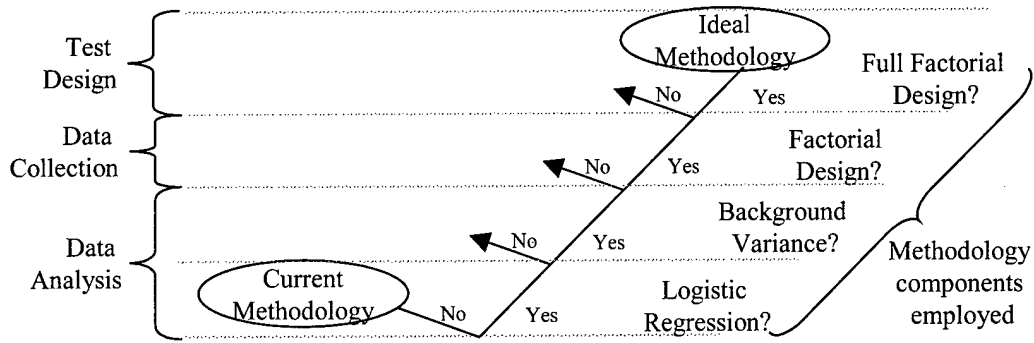 Ideal
Methodology
Test
Design
Full Factorial
Design?
No
Yes
Data
Collection
Factorial
Design?
No
Yes
Data
Analysis
Background
Variance?
No
Yes
Methodology
components
employed
Current
Methodology
No
Yes
Logistic
Regression?